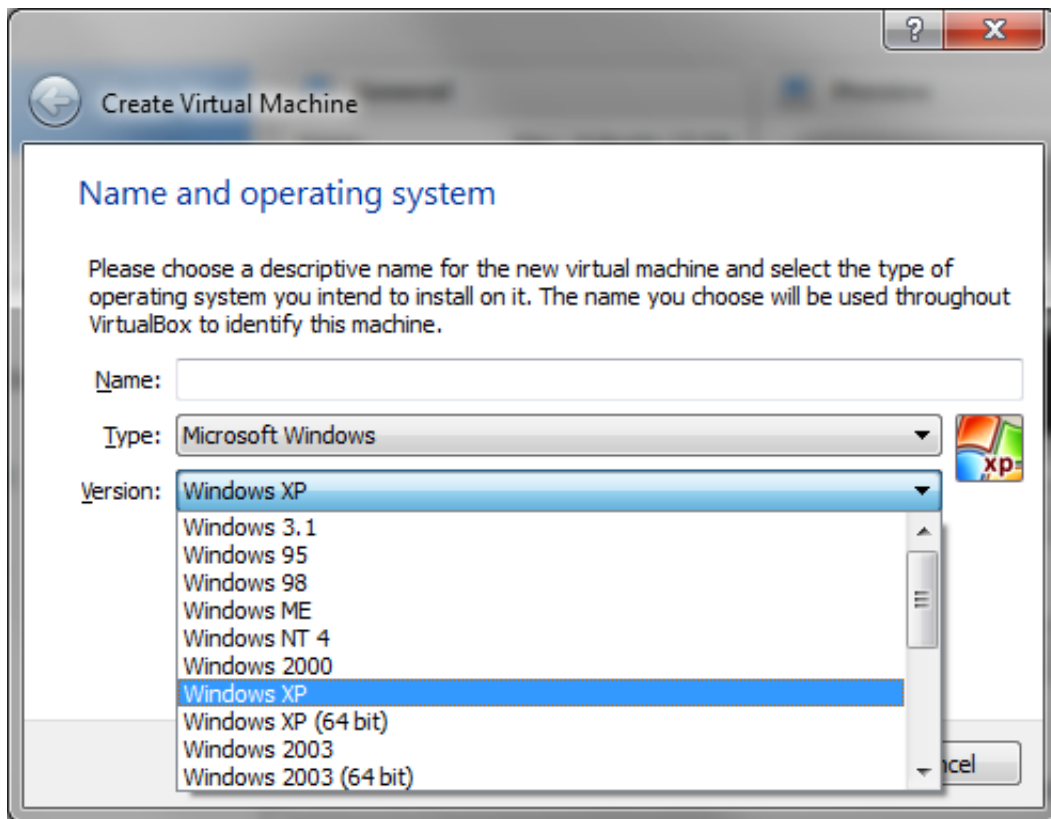 Create Virtual Machine
Name and operating system
Please choose a descriptive name for the new virtual machine and select the type of
operating system you intend to install on it. The name you choose will be used throughout
VirtualBox to identify this machine.
Name:
Type: Microsoft Windows
xp
Version: Windows XP
Windows 3.1
Windows 95
Windows 98
Windows ME
Windows NT 4
Windows 2000
Windows XP
Windows XP (64 bit)
Windows 2003
Windows 2003 (64 bit)
ncel